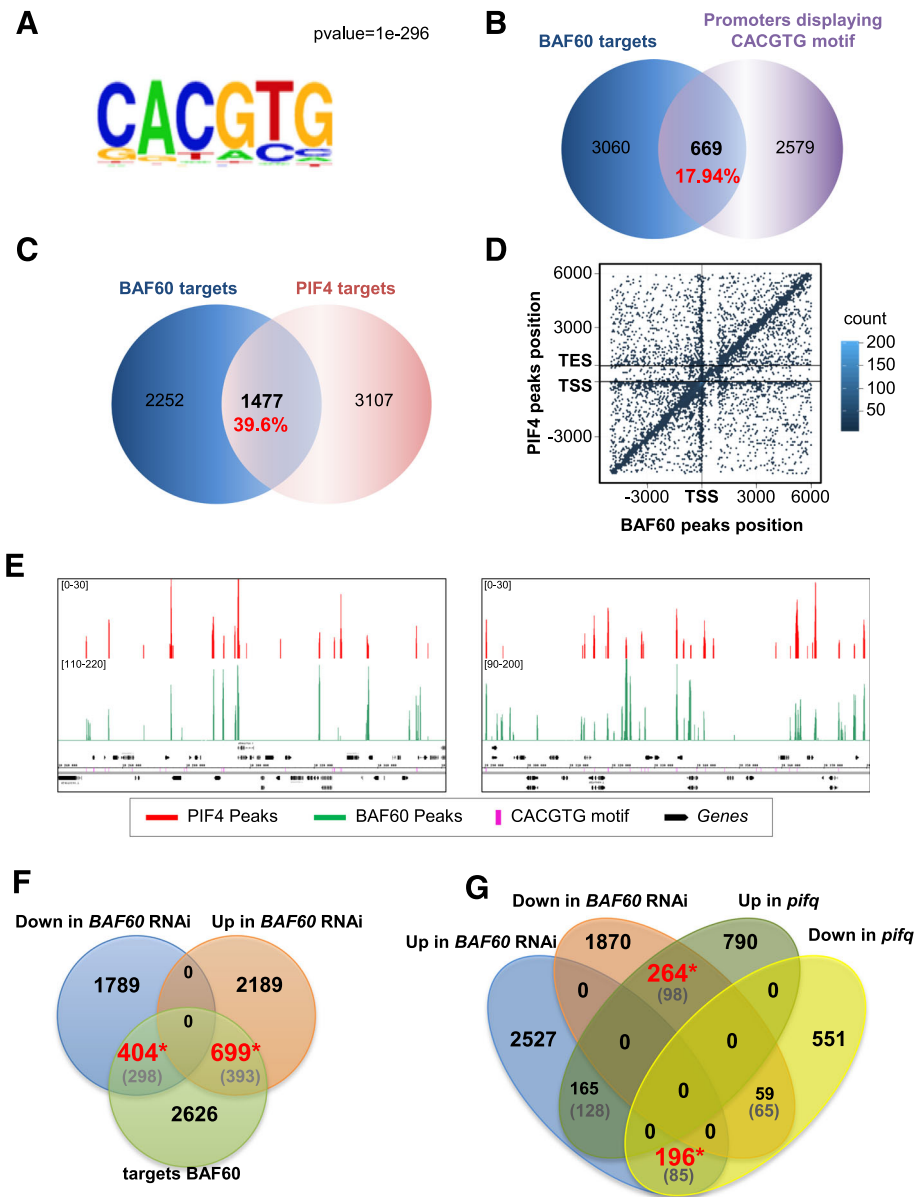 A
pvalue=1e-296
CACGTG
B
BAF60 targets
Promoters displaying
CACGTG motif
3060
669
17.94%
2579
C
BAF60 targets
PIF4 targets
2252
1477
39.6%
3107
D
PIF4 peaks position
6000
3000
TES
TSS
-3000
-3000 TSS 3000 6000
BAF60 peaks position
count
200
150
100
50
E
[0-30]
[110-220]
[0-30]
[90-200]
PIF4 Peaks
BAF60 Peaks
CACGTG motif
Genes
F
Down in BAF60 RNAi
Up in BAF60 RNAi
1789
0
2189
0
404*
(298)
699*
(393)
2626
targets BAF60
G
Down in BAF60 RNAi
Up in pifq
Up in BAF60 RNAi
Down in pifq
1870
790
264*
(98)
0
0
2527
0
0
0
551
165
(128)
0
59
(65)
0
0
196*
(85)